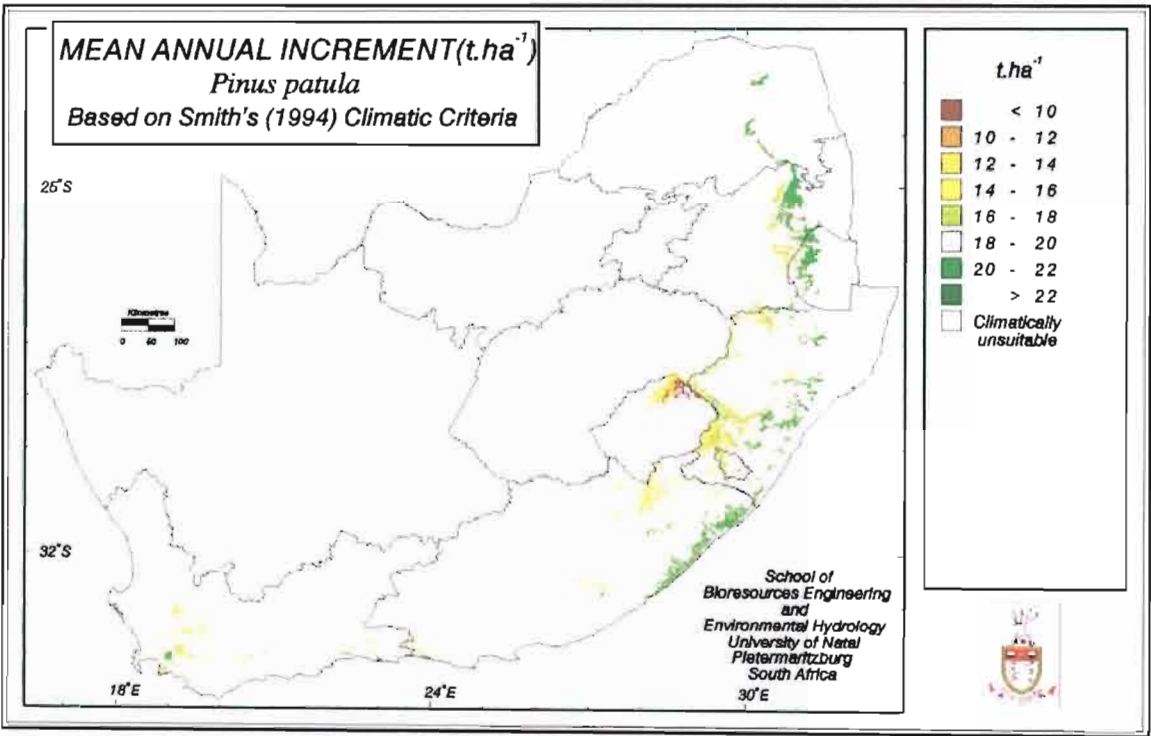 MEAN ANNUAL INCREMENT(t.ha⁻¹)
Pinus patula
Based on Smith's (1994) Climatic Criteria
t.ha⁻¹
< 10
10 - 12
12 - 14
14 - 16
16 - 18
18 - 20
20 - 22
> 22
Climatically
unsuitable
25°S
Kilometres
0 50 100
32°S
18°E
24°E
30°E
School of
Bioresources Engineering
and
Environmental Hydrology
University of Natal
Pietermaritzburg
South Africa